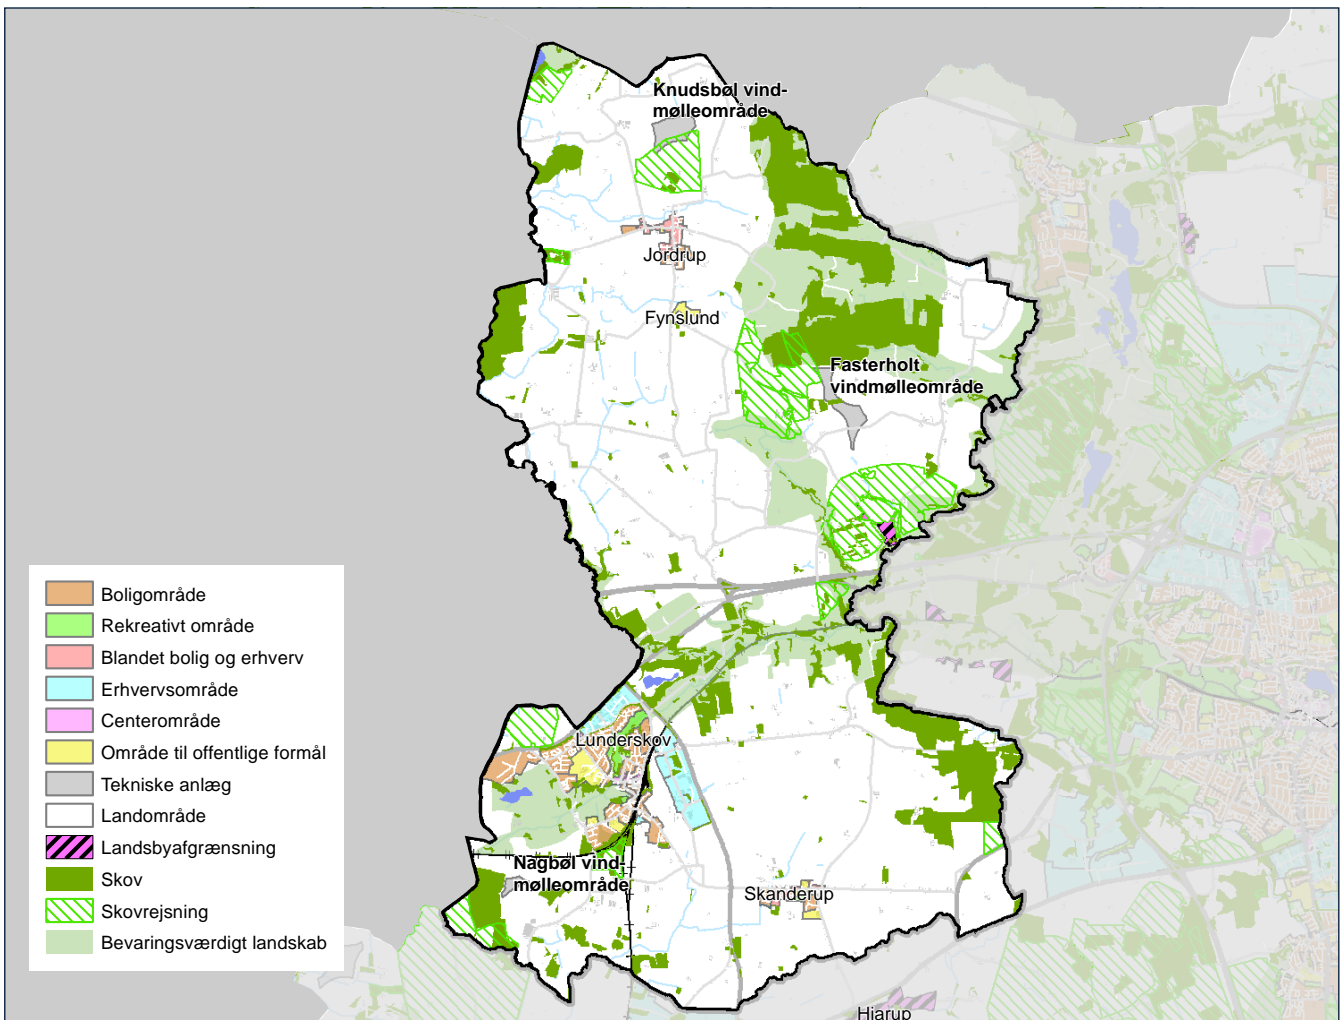 Knudsbøl vind-
mølleområde
Jordrup
Fynslund
Fasterholt
vindmølleområde
Boligområde
Rekreativt område
Blandet bolig og erhverv
Erhvervsområde
Centerområde
Område til offentlige formål
Tekniske anlæg
Landområde
Landsbyafgrænsning
Skov
Skovrejsning
Bevaringsværdigt landskab
Lunderskov
Nagbøl vind-
mølleområde
Skanderup
Hjarup